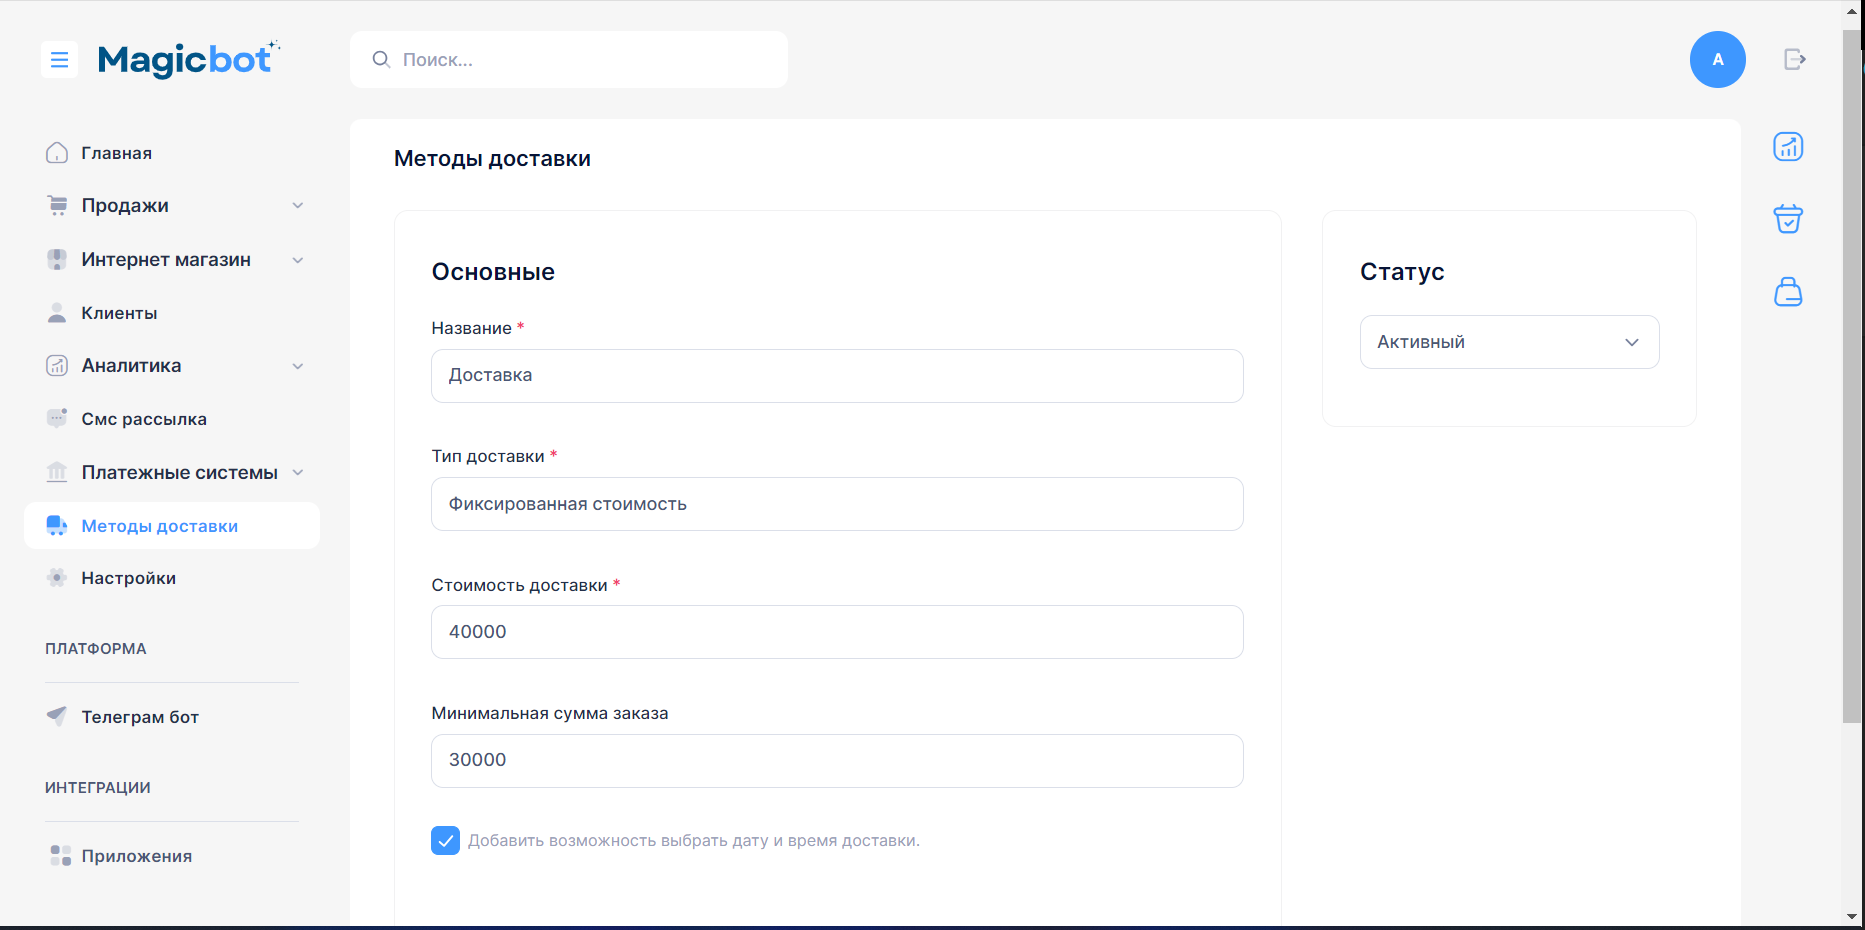 Magicbot
Поиск...
A
Главная
Продажи
Интернет магазин
Клиенты
Аналитика
Смс рассылка
Платежные системы
Методы доставки
Настройки
ПЛАТФОРМА
Телеграм бот
ИНТЕГРАЦИИ
Приложения
Методы доставки
Основные
Название *
Доставка
Тип доставки *
Фиксированная стоимость
Стоимость доставки *
40000
Минимальная сумма заказа
30000
Добавить возможность выбрать дату и время доставки.
Статус
Активный